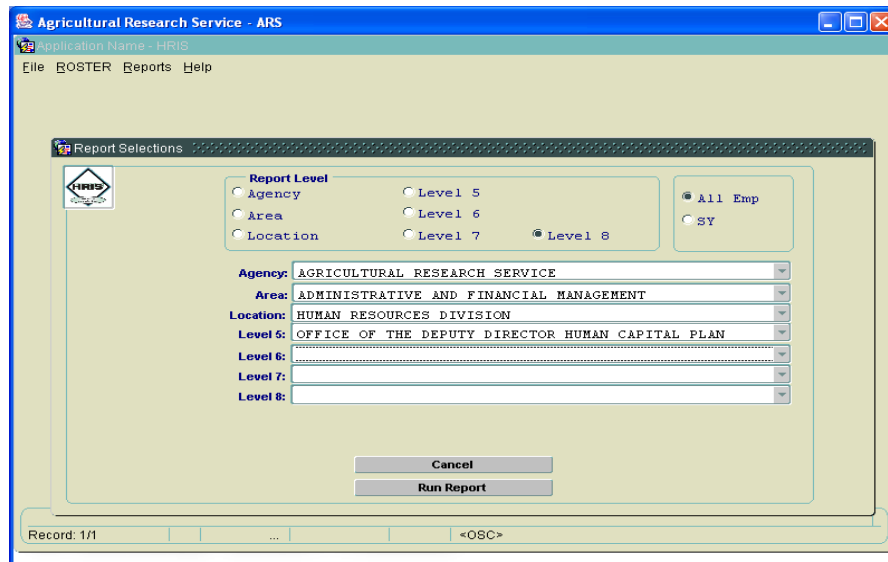 Agricultural Research Service - ARS
Application Name - HRIS
File ROSTER Reports Help
Report Selections
HRIS
Report Level
Agency Level 5
Area Level 6
Location Level 7 Level 8
All Emp
SY
Agency: AGRICULTURAL RESEARCH SERVICE
Area: ADMINISTRATIVE AND FINANCIAL MANAGEMENT
Location: HUMAN RESOURCES DIVISION
Level 5: OFFICE OF THE DEPUTY DIRECTOR HUMAN CAPITAL PLAN
Level 6:
Level 7:
Level 8:
Cancel
Run Report
Record: 1/1 ... <OSC>